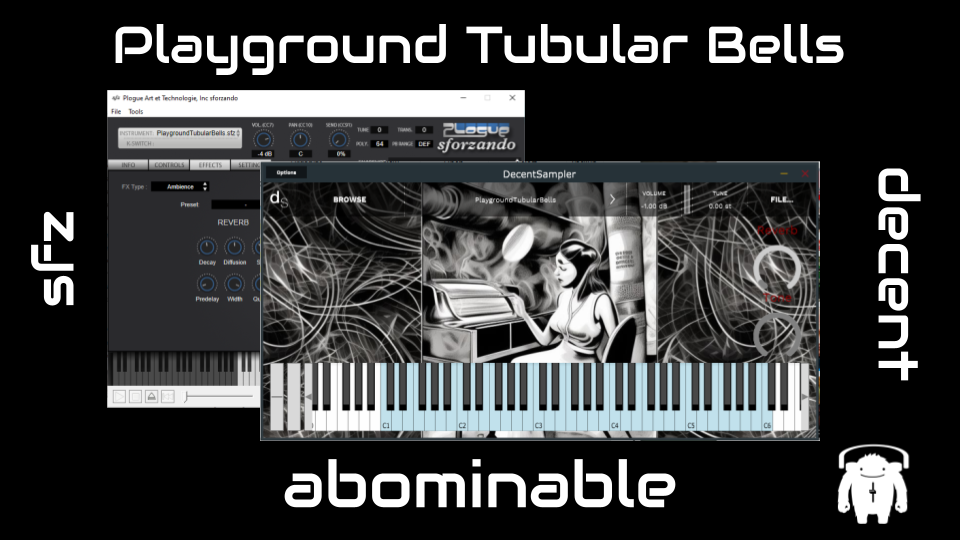 Playground Tubular Bells
Plogue Art et Technologie, Inc sforzando
File Tools
INSTRUMENT: PlaygroundTubularBells.sfz
K.SWITCH:
VOL. (CC7) PAN (CC10) SEND (CC91)
-4 dB C 0%
TUNE 0 TRANS. 0
POLY. 64 PB RANGE DEF
Plogue
sforzando
INFO CONTROLS EFFECTS SETTING
FX Type : Ambience
Preset: -
REVERB
Decay Diffusion
Predelay Width
Options
DecentSampler
ds BROWSE
PlaygroundTubularBells
VOLUME
-1.00 dB
TUNE
0.00 st
FILE...
Reverb
Tone
C1 C2 C3 C4 C5 C6
sfz
decent
abominable